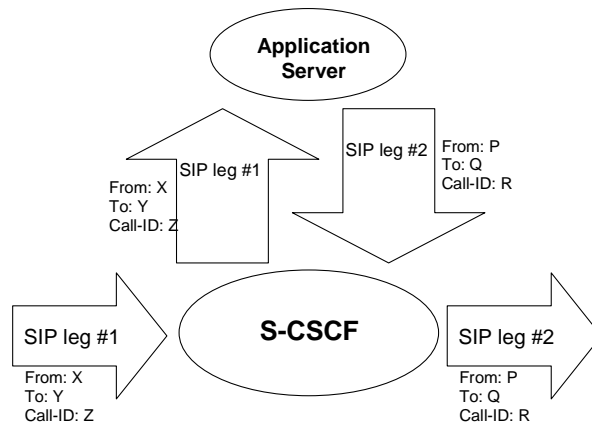 Application
Server
SIP leg #1
From: X
To: Y
Call-ID: Z
SIP leg #2
From: P
To: Q
Call-ID: R
SIP leg #1
From: X
To: Y
Call-ID: Z
S-CSCF
SIP leg #2
From: P
To: Q
Call-ID: R